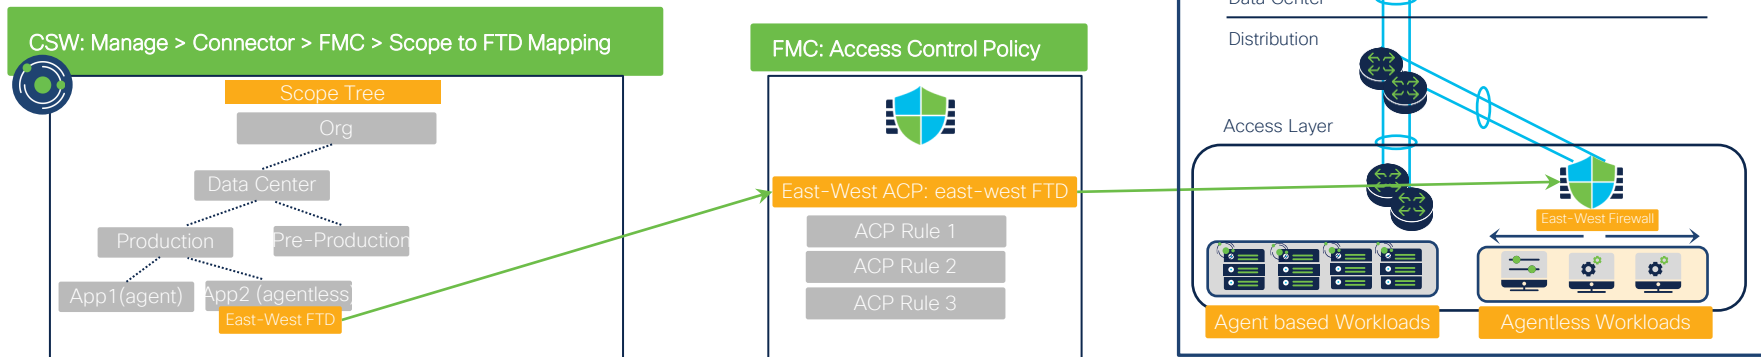 CSW: Manage > Connector > FMC > Scope to FTD Mapping
Scope Tree
Org
Data Center
Production
Pre-Production
App1(agent)
App2 (agentless)
East-West FTD
FMC: Access Control Policy
East-West ACP: east-west FTD
ACP Rule 1
ACP Rule 2
ACP Rule 3
Data Center
Distribution
Access Layer
East-West Firewall
Agent based Workloads
Agentless Workloads